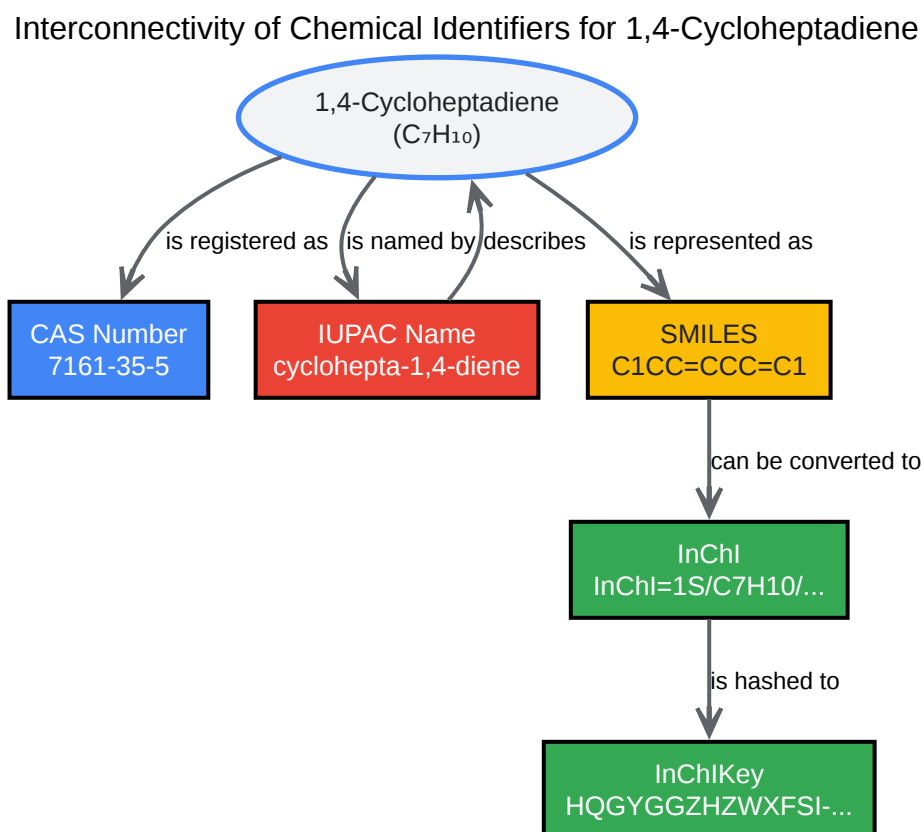 Interconnectivity of Chemical Identifiers for 1,4-Cycloheptadiene
1,4-Cycloheptadiene
(C₇H₁₀)
is registered as
is named by
describes
is represented as
CAS Number
7161-35-5
IUPAC Name
cyclohepta-1,4-diene
SMILES
C1CC=CCC=C1
can be converted to
InChI
InChI=1S/C7H10/...
is hashed to
InChIKey
HQGYGGZHZWXFSI-...